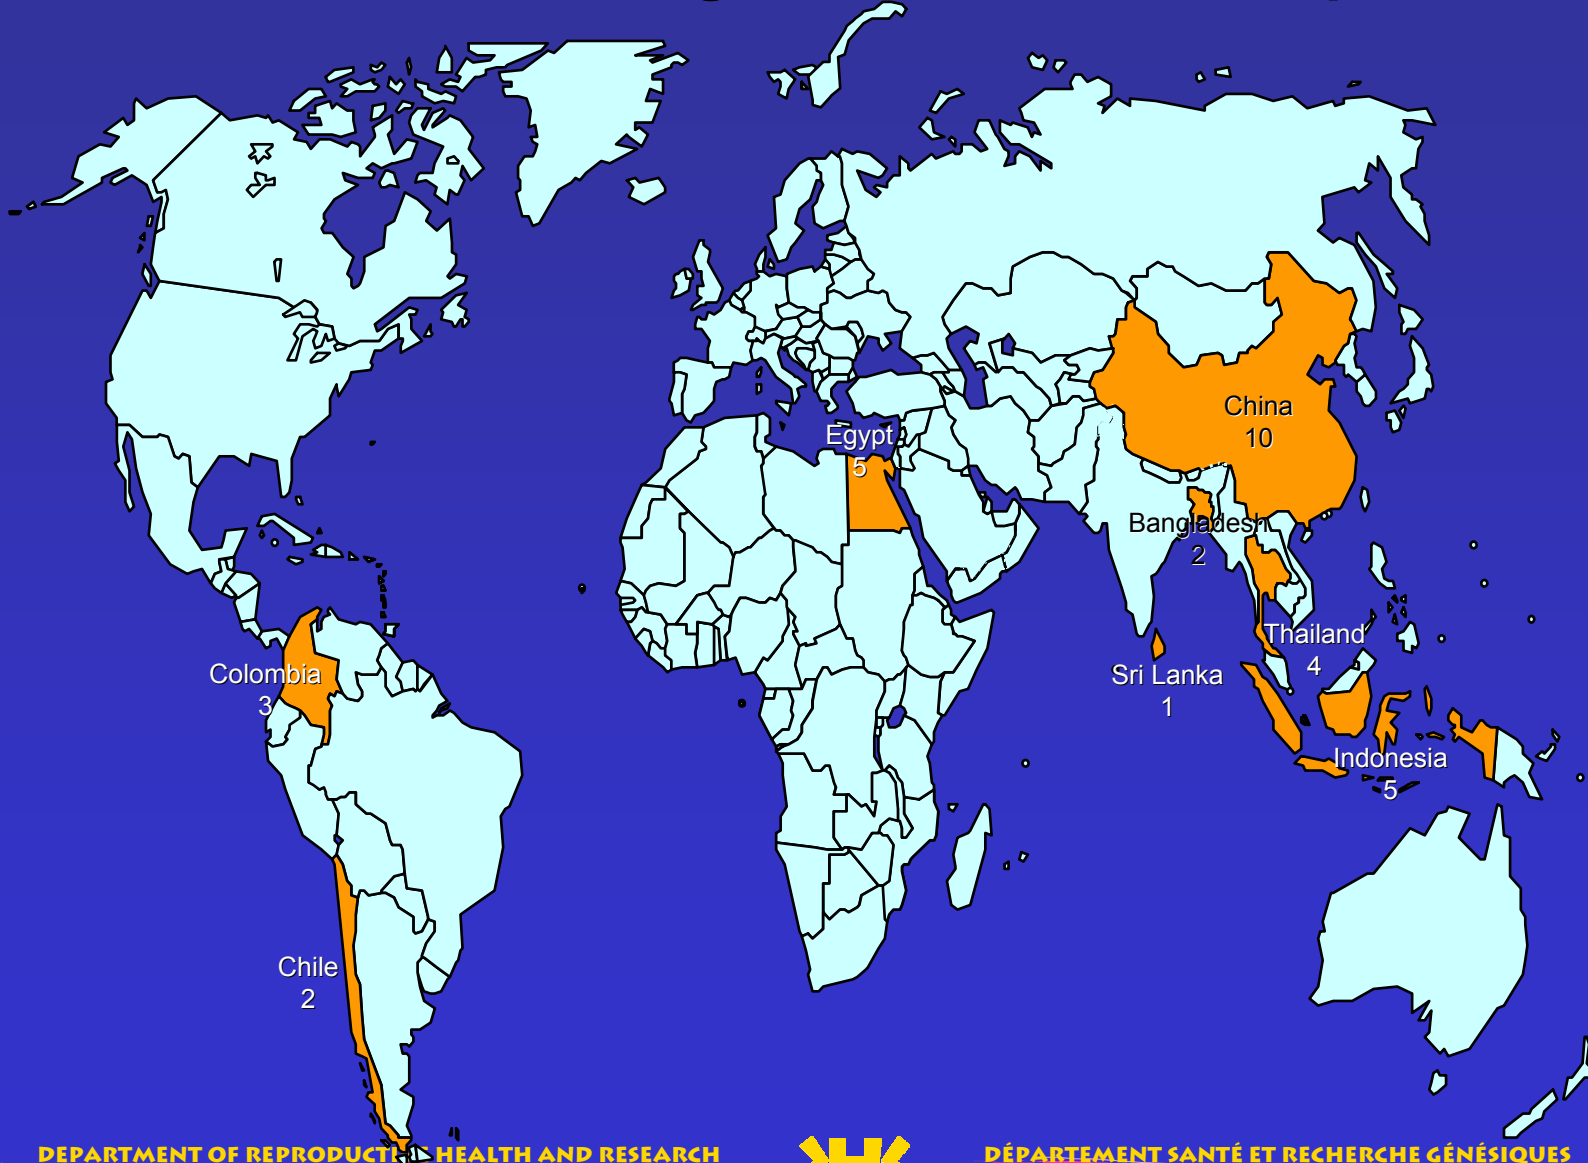 China
10
Egypt
5
Bangladesh
2
Thailand
4
Colombia
3
Sri Lanka
1
Indonesia
5
Chile
2
DEPARTMENT OF REPRODUCTIVE HEALTH AND RESEARCH
DÉPARTEMENT SANTÉ ET RECHERCHE GÉNÉSIQUES